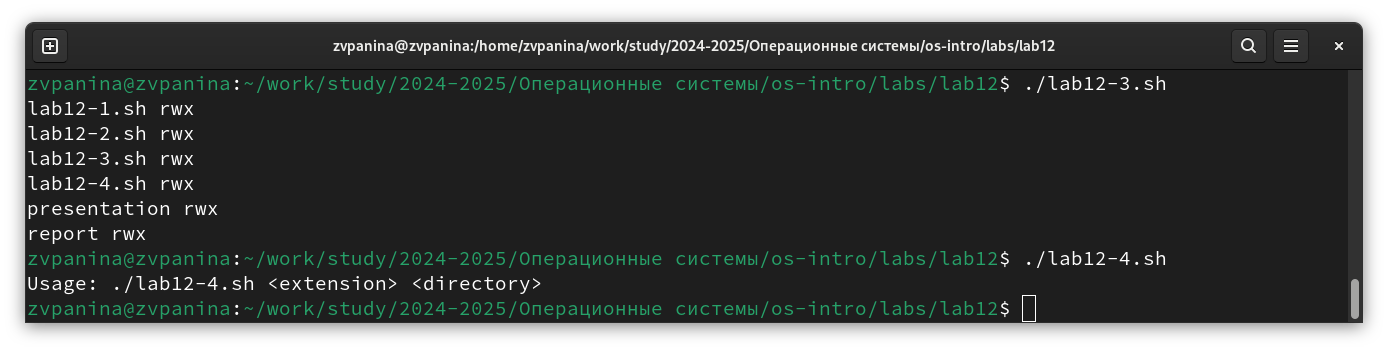 zvpanina@zvpanina:/home/zvpanina/work/study/2024-2025/Операционные системы/os-intro/labs/lab12
zvpanina@zvpanina:~/work/study/2024-2025/Операционные системы/os-intro/labs/lab12$ ./lab12-3.sh
lab12-1.sh rwx
lab12-2.sh rwx
lab12-3.sh rwx
lab12-4.sh rwx
presentation rwx
report rwx
zvpanina@zvpanina:~/work/study/2024-2025/Операционные системы/os-intro/labs/lab12$ ./lab12-4.sh
Usage: ./lab12-4.sh <extension> <directory>
zvpanina@zvpanina:~/work/study/2024-2025/Операционные системы/os-intro/labs/lab12$